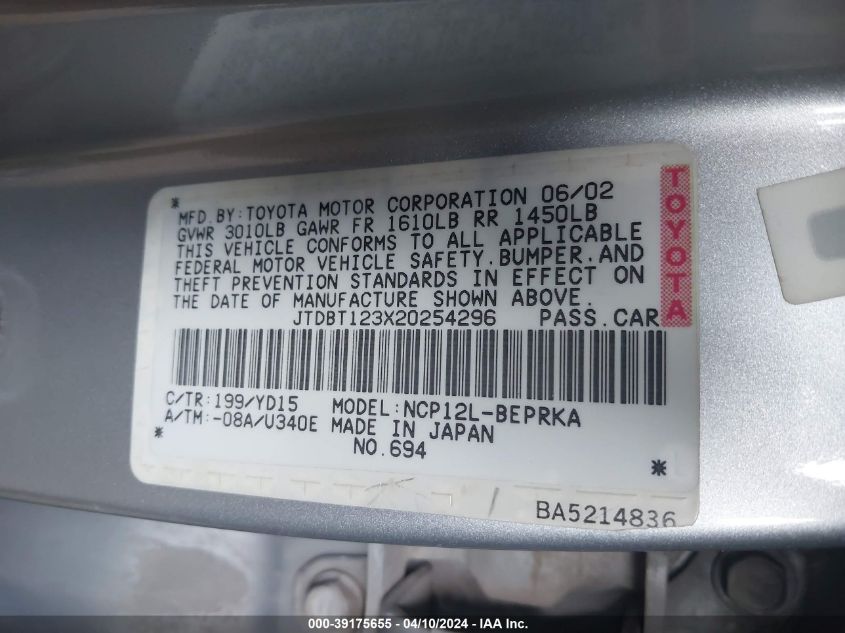 *
MFD.BY:TOYOTA MOTOR CORPORATION 06/02
GVWR 3010LB GAWR FR 1610LB RR 1450LB
THIS VEHICLE CONFORMS TO ALL APPLICABLE
FEDERAL MOTOR VEHICLE SAFETY.BUMPER.AND
THEFT PREVENTION STANDARDS IN EFFECT ON
THE DATE OF MANUFACTURE SHOWN ABOVE.
JTDBT123X20254296 PASS.CAR
TOYOTA
C/TR:199/YD15 MODEL:NCP12L-BEPRKA
A/TM:-08A/U340E MADE IN JAPAN
* NO.694 *
BA5214836
000-39175655 - 04/10/2024 - IAA Inc.